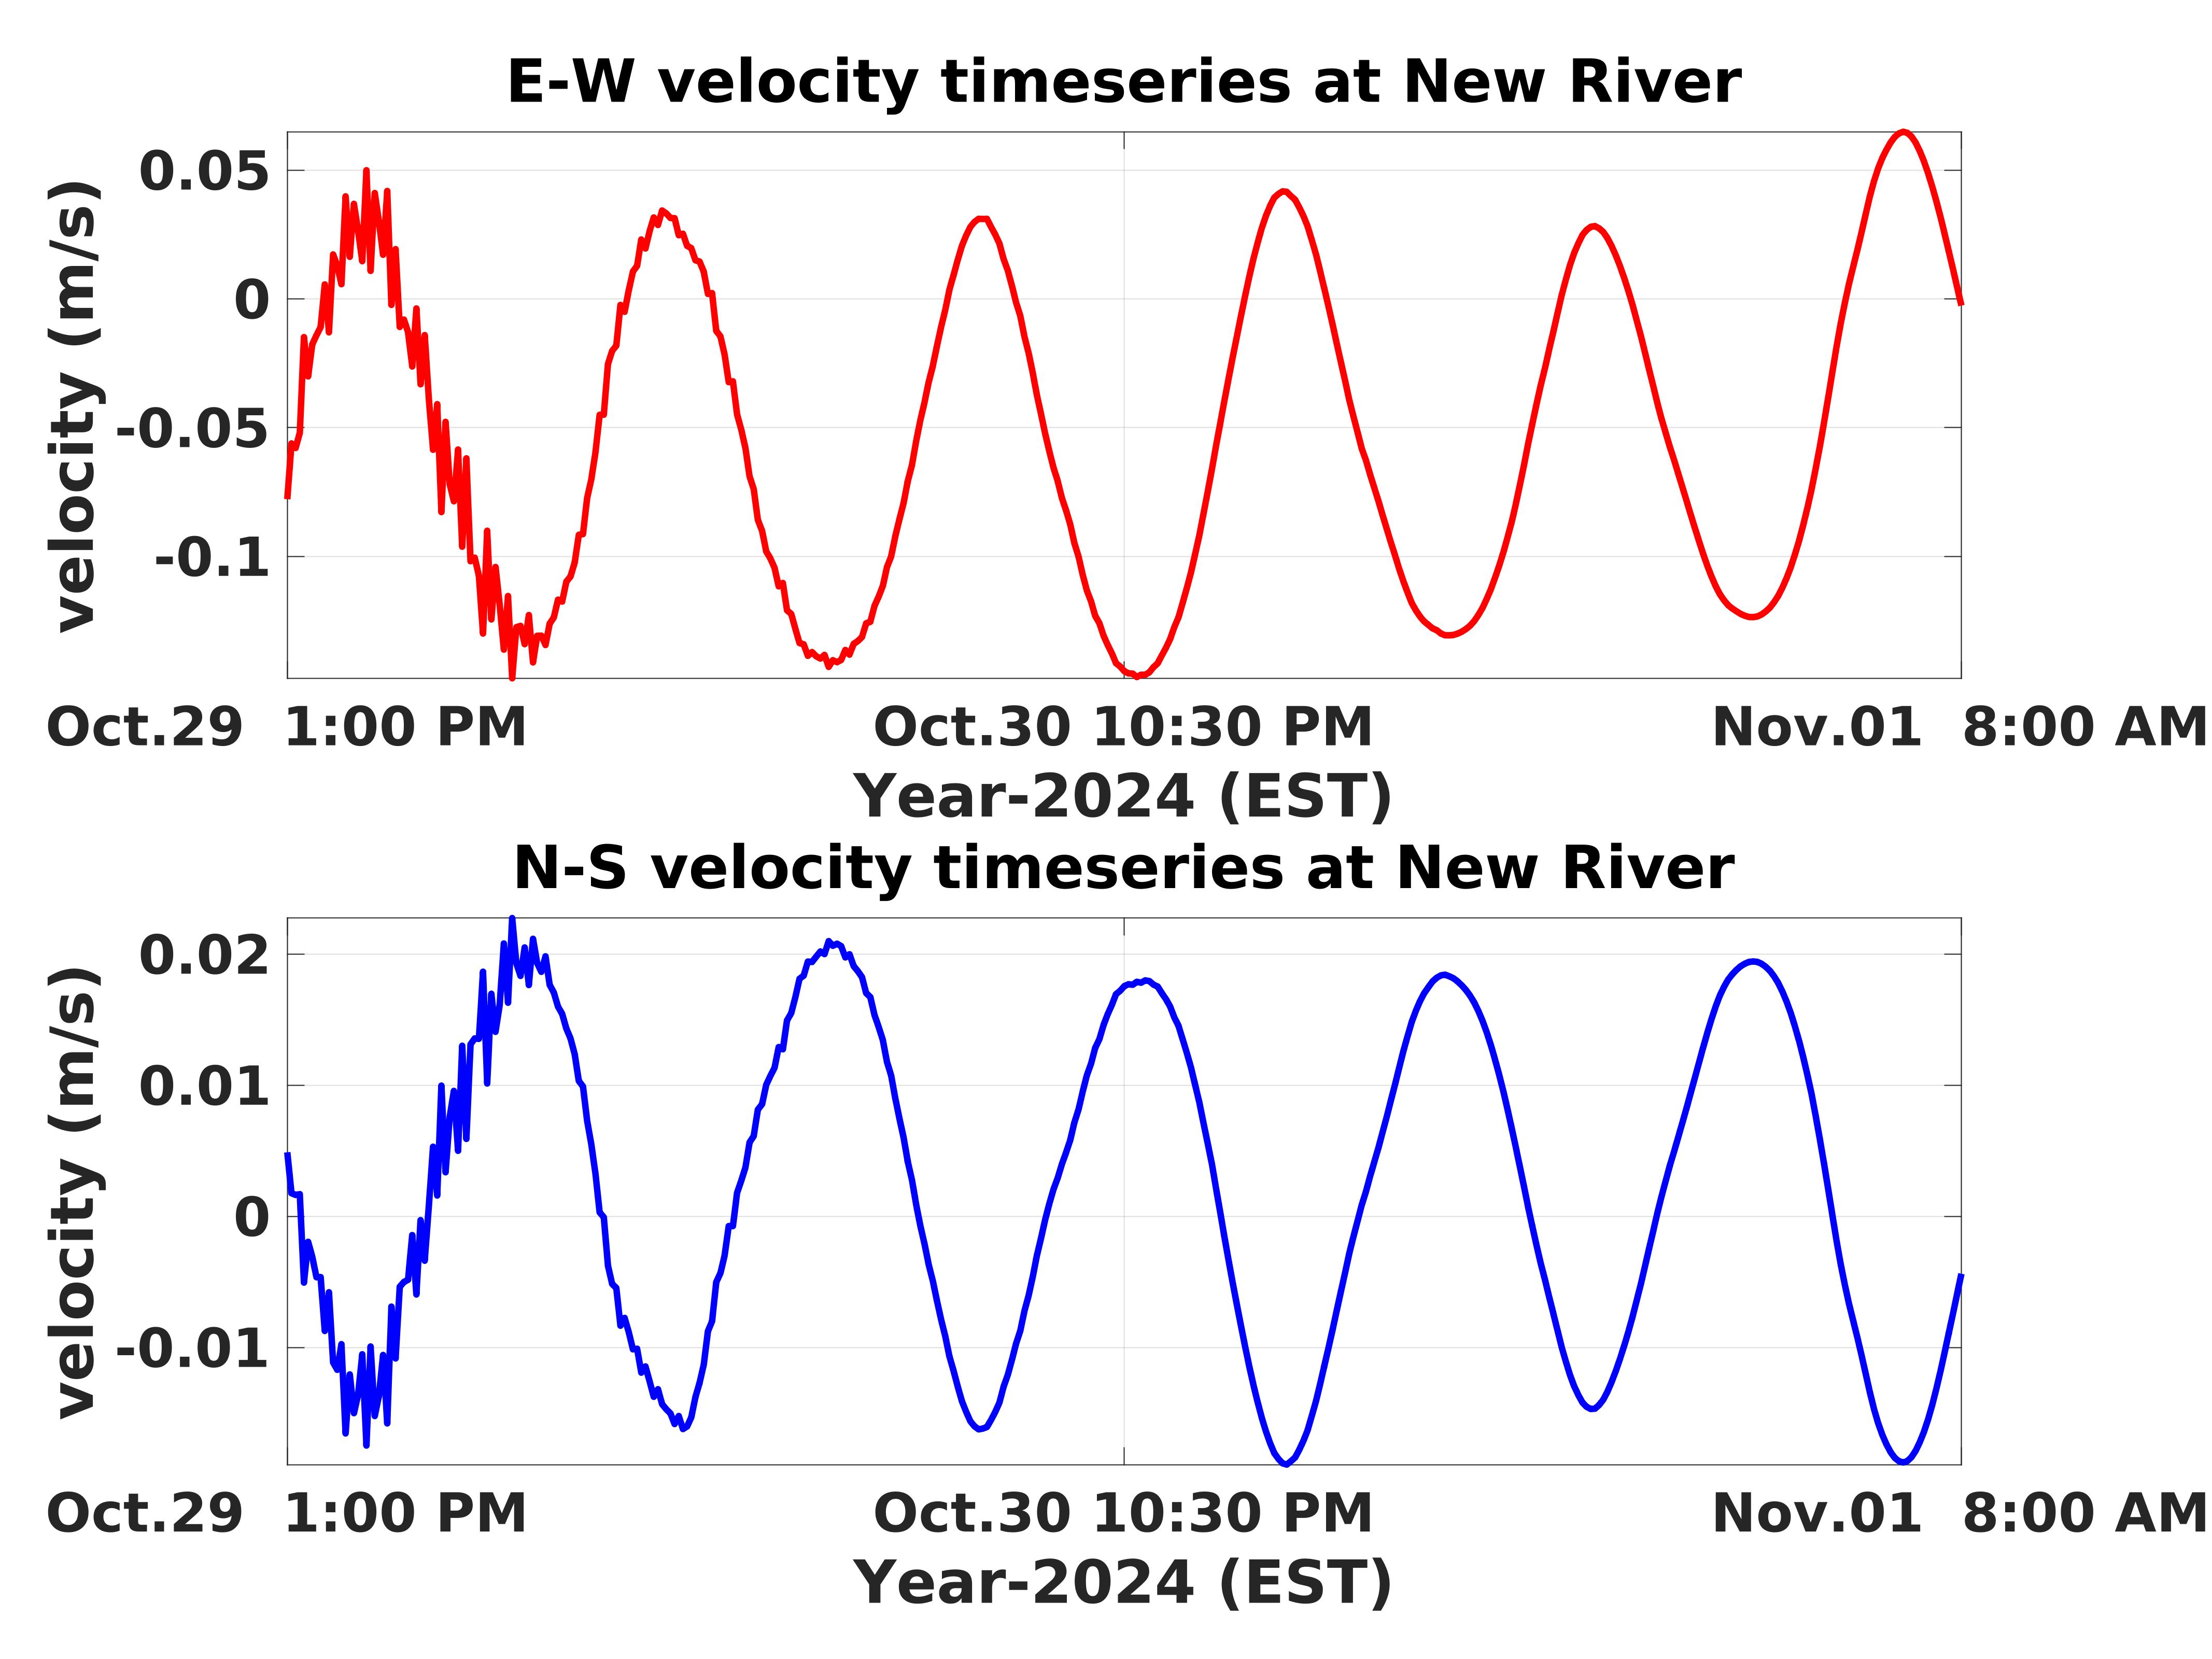 E-W velocity timeseries at New River
velocity (m/s)
0.05
0
-0.05
-0.1
Oct.29  1:00 PM
Oct.30 10:30 PM
Nov.01  8:00 AM
Year-2024 (EST)
N-S velocity timeseries at New River
velocity (m/s)
0.02
0.01
0
-0.01
Oct.29  1:00 PM
Oct.30 10:30 PM
Nov.01  8:00 AM
Year-2024 (EST)